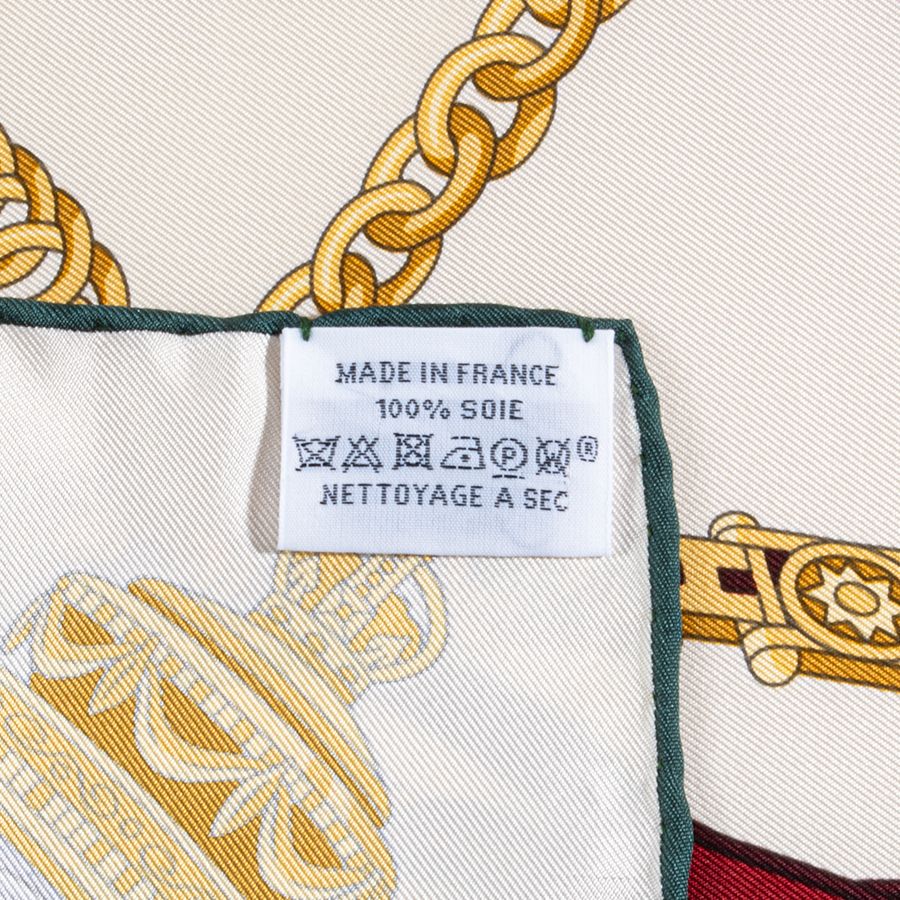 MADE IN FRANCE
100% SOIE
P W ®
NETTOYAGE A SEC